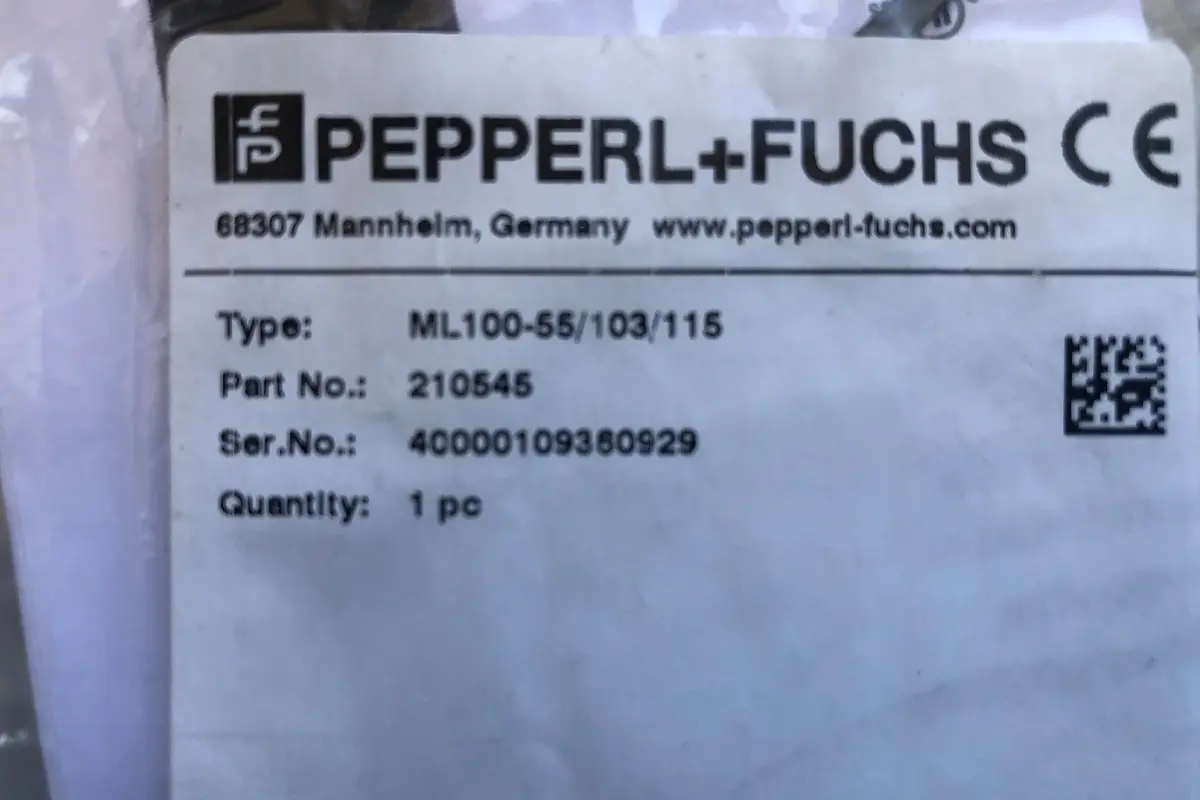 PEPPERL+FUCHS CE
68307 Mannheim, Germany www.pepperl-fuchs.com
Type: ML100-55/103/115
Part No.: 210545
Ser.No.:
Quantity: 1 pc